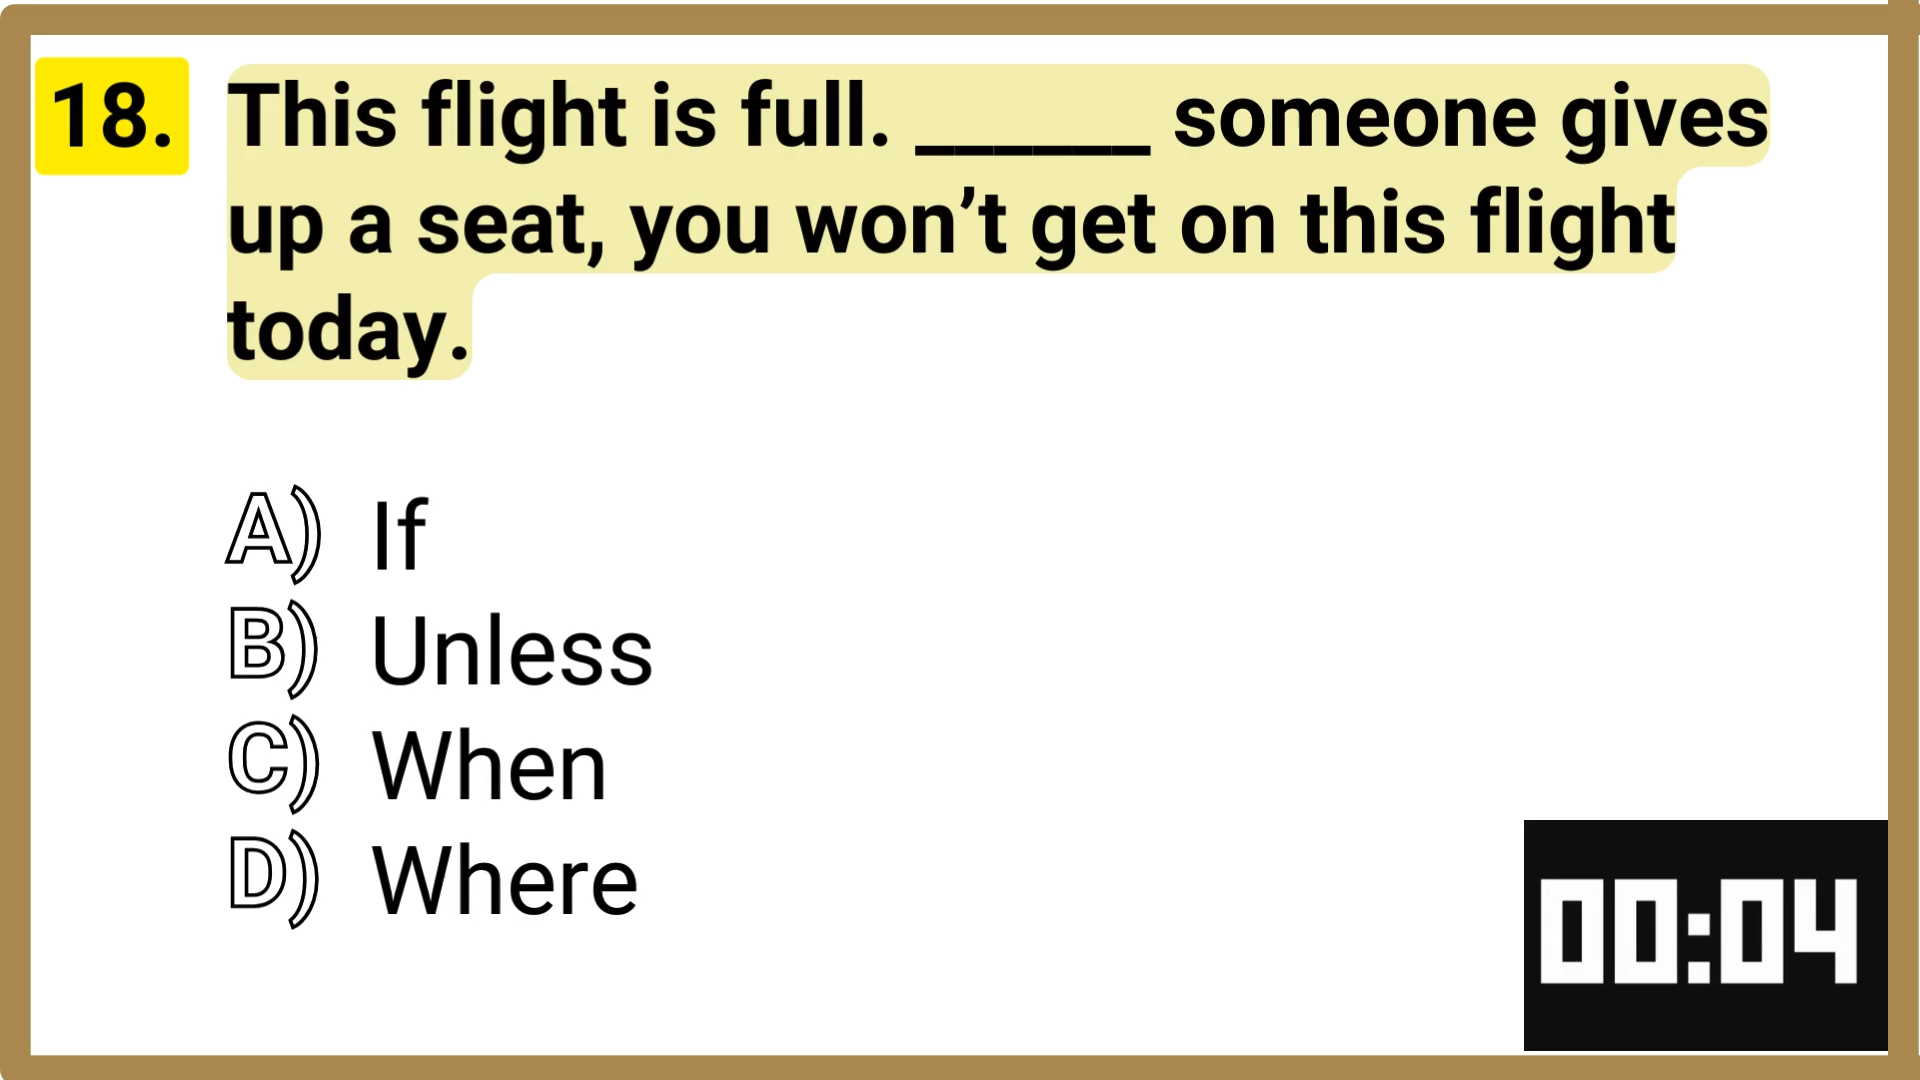 18. This flight is full. ______ someone gives
up a seat, you won’t get on this flight
today.
A) If
B) Unless
C) When
D) Where
00:04